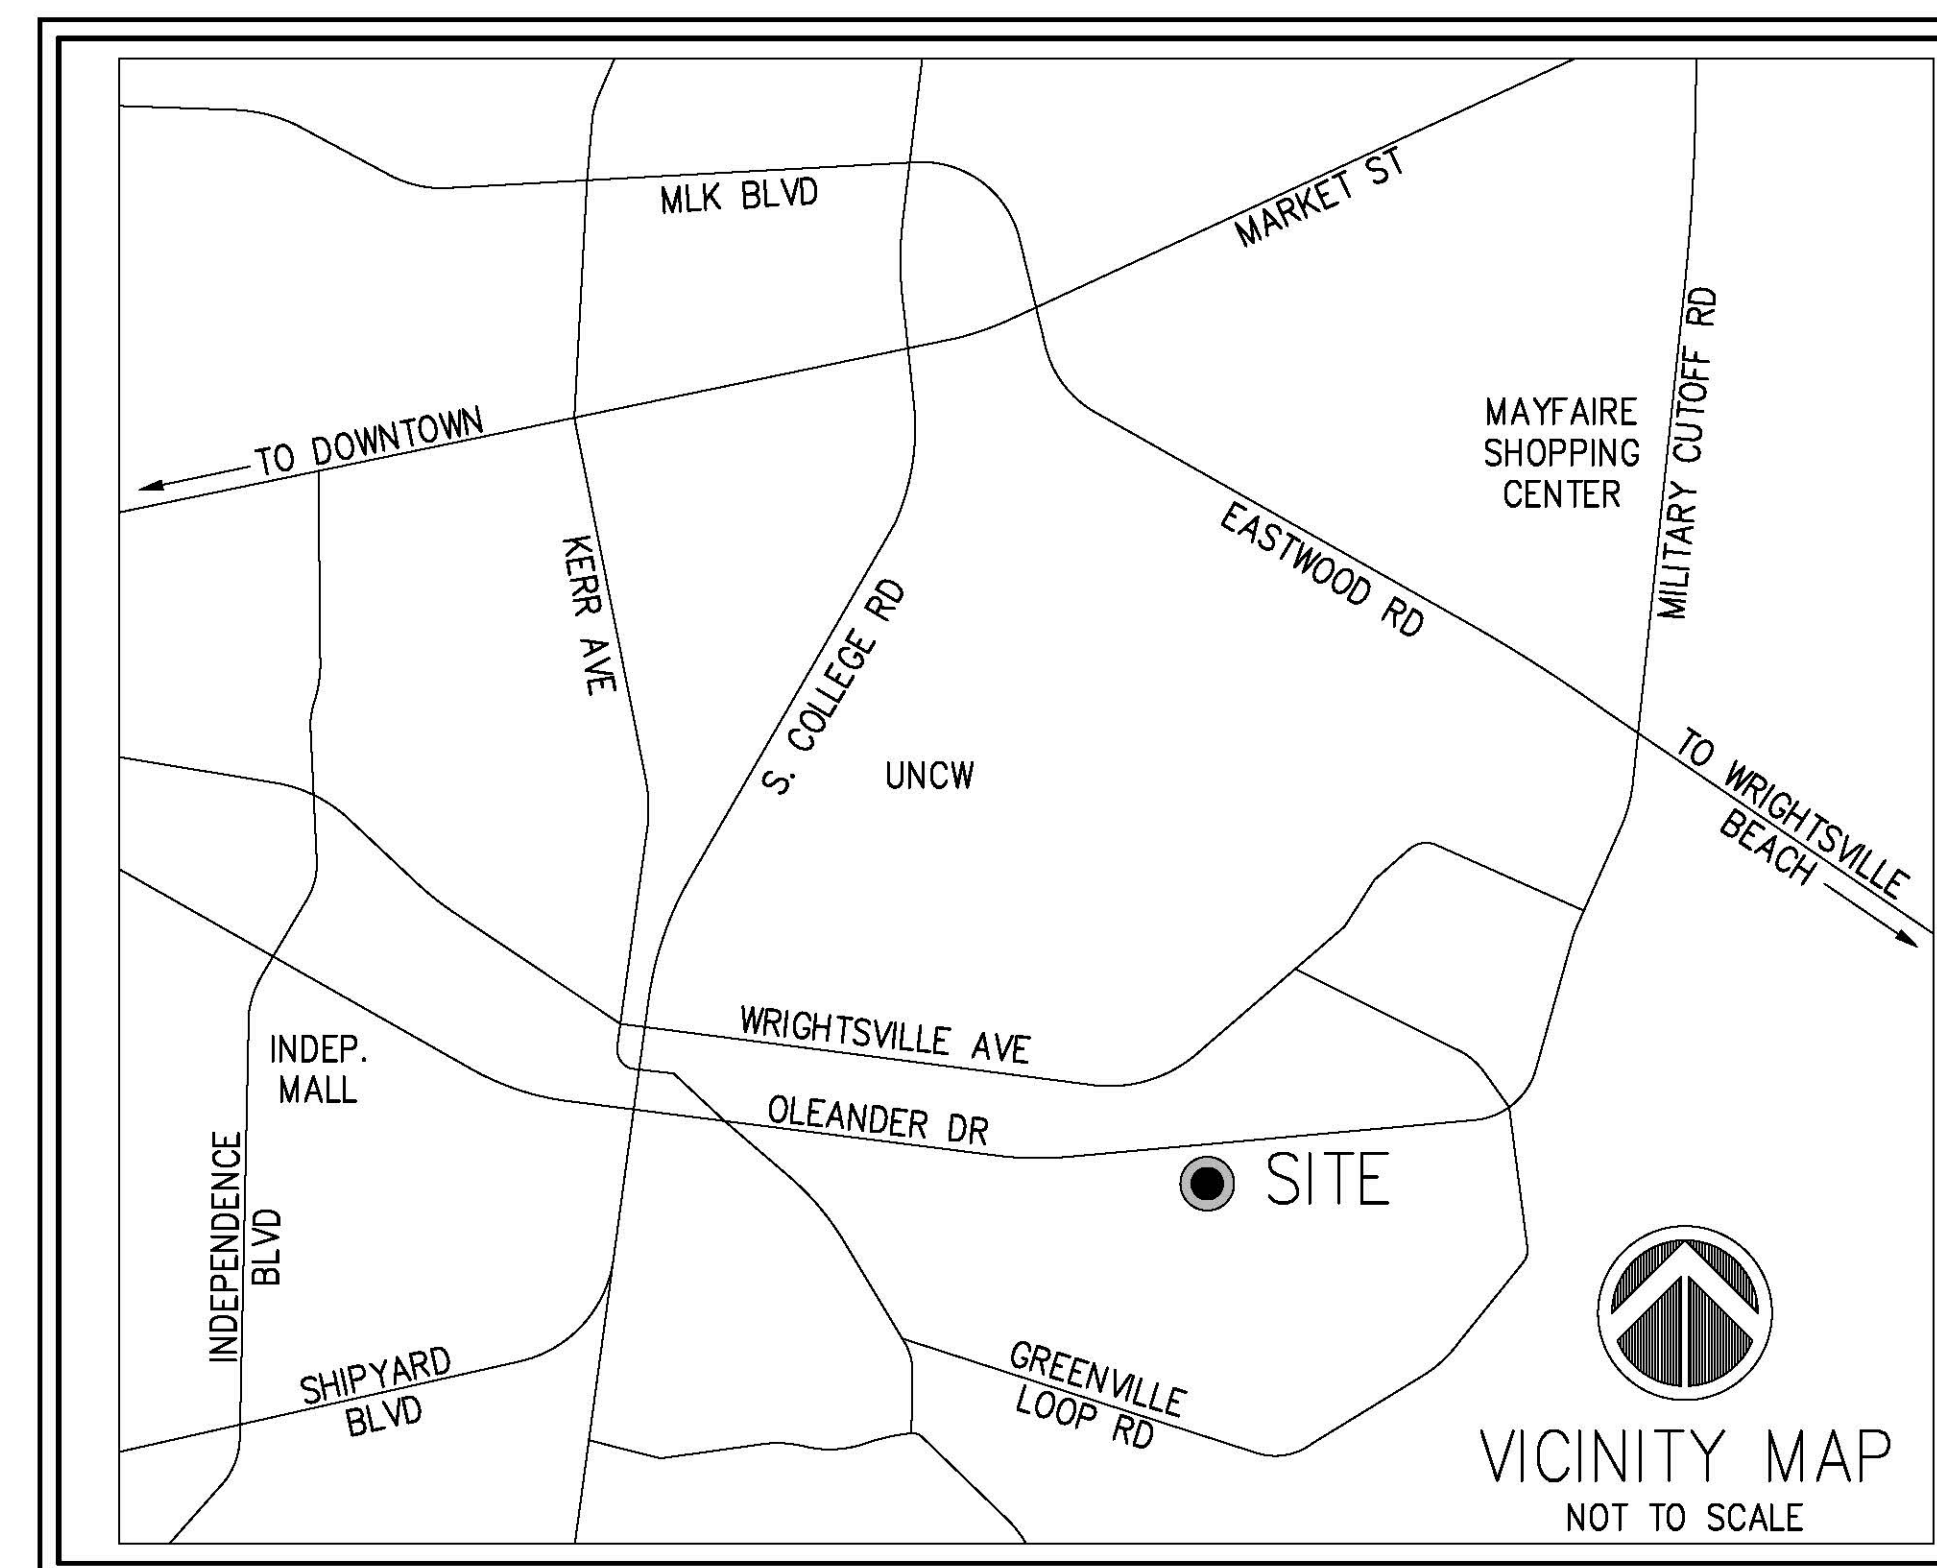 MLK BLVD
MARKET ST
MILITARY CUTOFF RD
MAYFAIRE
SHOPPING
CENTER
TO DOWNTOWN
EASTWOOD RD
KERR AVE
S. COLLEGE RD
UNCW
TO WRIGHTSVILLE
BEACH
WRIGHTSVILLE AVE
INDEP.
MALL
OLEANDER DR
INDEPENDENCE
BLVD
SITE
SHIPYARD
BLVD
GREENVILLE
LOOP RD
VICINITY MAP
NOT TO SCALE